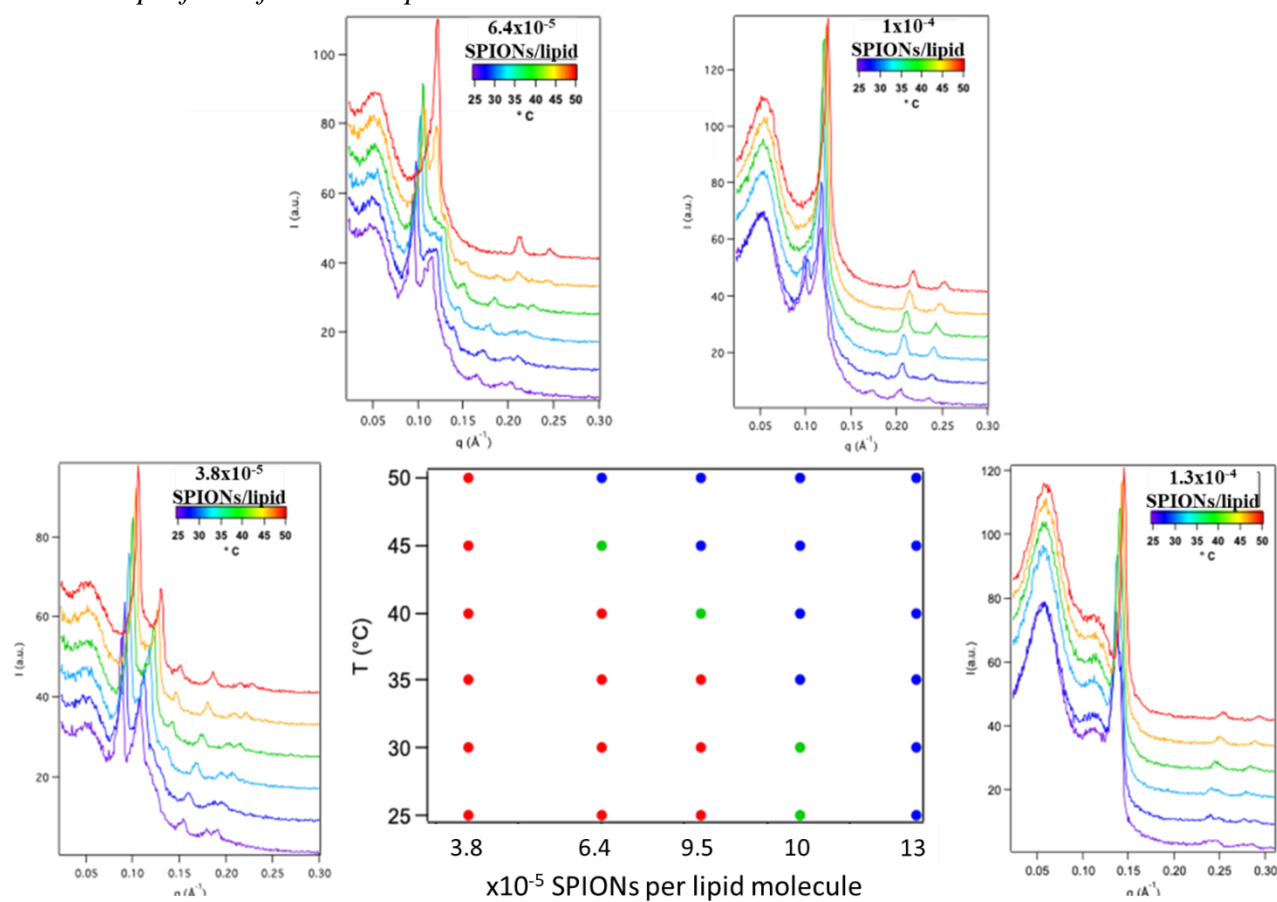 6.4x10-5
SPIONs/lipid
25 30 35 40 45 50
° C
100
80
60
40
20
I (a.u.)
0.05 0.10 0.15 0.20 0.25 0.30
q (Å-1)
1x10-4
SPIONs/lipid
25 30 35 40 45 50
° C
120
100
80
60
40
20
I (a.u.)
0.05 0.10 0.15 0.20 0.25 0.30
q (Å-1)
3.8x10-5
SPIONs/lipid
25 30 35 40 45 50
° C
80
60
40
20
I (a.u.)
0.05 0.10 0.15 0.20 0.25 0.30
50
45
40
35
30
25
T (°C)
3.8 6.4 9.5 10 13
x10-5 SPIONs per lipid molecule
1.3x10-4
SPIONs/lipid
25 30 35 40 45 50
° C
120
100
80
60
40
20
I(a.u.)
0.05 0.10 0.15 0.20 0.25 0.30